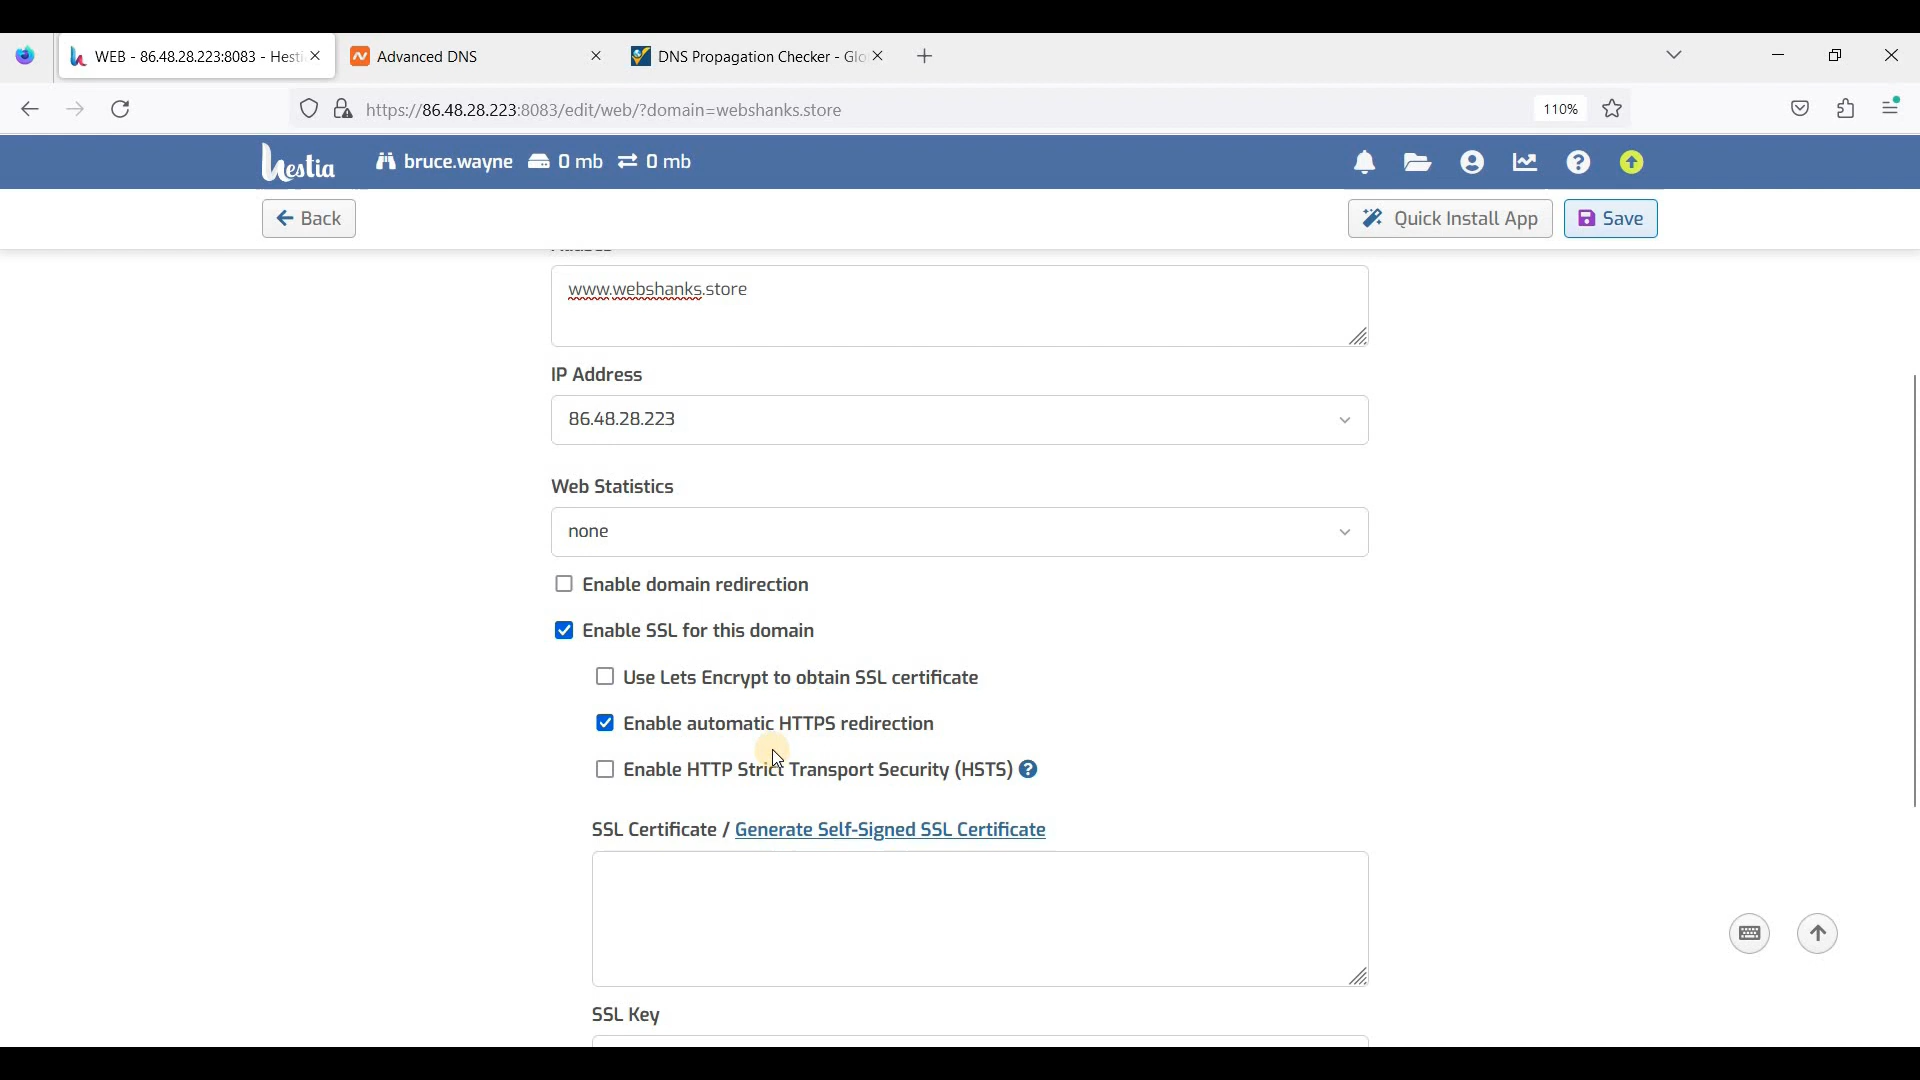 WEB - 86.48.28.223:8083 - Hesti
Advanced DNS
DNS Propagation Checker - Glo
https://86.48.28.223:8083/edit/web/?domain=webshanks.store
110%
hestia
bruce.wayne 0 mb 0 mb
Back
Quick Install App
Save
www.webshanks.store
IP Address
86.48.28.223
Web Statistics
none
Enable domain redirection
Enable SSL for this domain
Use Lets Encrypt to obtain SSL certificate
Enable automatic HTTPS redirection
Enable HTTP Strict Transport Security (HSTS)
SSL Certificate / Generate Self-Signed SSL Certificate
SSL Key